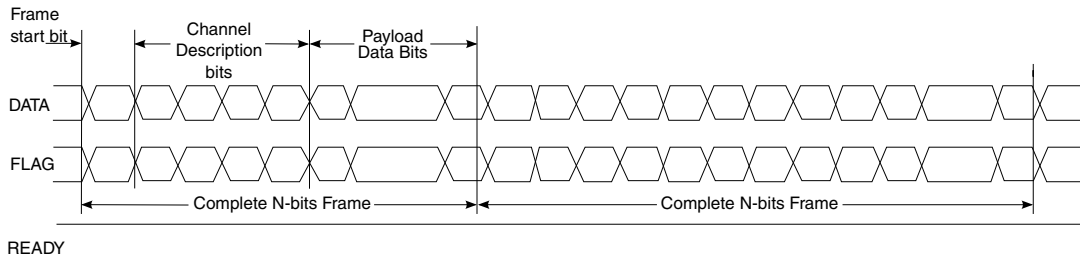 Frame
start bit
Channel
Description
bits
Payload
Data Bits
DATA
FLAG
Complete N-bits Frame
Complete N-bits Frame
READY